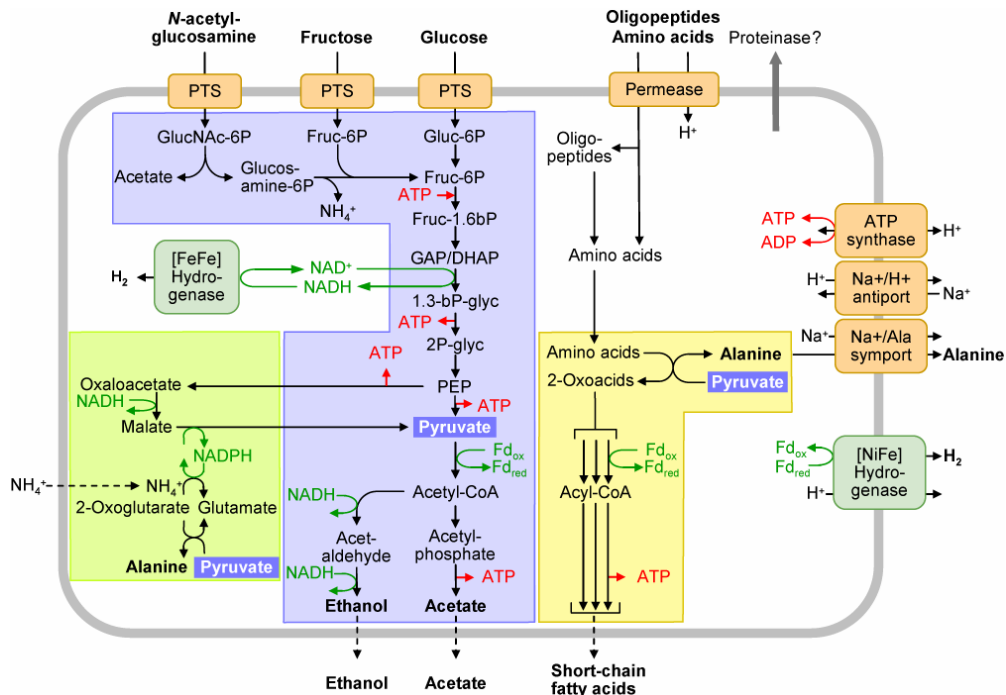 N-acetyl-
glucosamine
Fructose
Glucose
Oligopeptides
Amino acids
Proteinase?
PTS
PTS
PTS
Permease
GlucNAc-6P
Fruc-6P
Gluc-6P
H⁺
Oligo-
peptides
Acetate
Glucos-
amine-6P
Fruc-6P
ATP
NH₄⁺
Fruc-1.6bP
ATP
ADP
ATP
synthase
H⁺
Amino acids
[FeFe]
Hydro-
genase
H₂
NAD⁺
NADH
GAP/DHAP
1.3-bP-glyc
H⁺
Na+/H+
antiport
Na⁺
ATP
2P-glyc
Na⁺
Na+/Ala
symport
Alanine
Amino acids
Alanine
2-Oxoacids
Pyruvate
ATP
Oxaloacetate
PEP
NADH
ATP
Malate
Pyruvate
NADPH
Fdox
Fdred
Fdox
Fdred
Fdox
Fdred
[NiFe]
Hydro-
genase
H₂
H⁺
NH₄⁺
NH₄⁺
2-Oxoglutarate
Glutamate
NADH
Acetyl-CoA
Acyl-CoA
Acet-
aldehyde
Acetyl-
phosphate
Alanine
Pyruvate
NADH
ATP
ATP
Ethanol
Acetate
Ethanol
Acetate
Short-chain
fatty acids